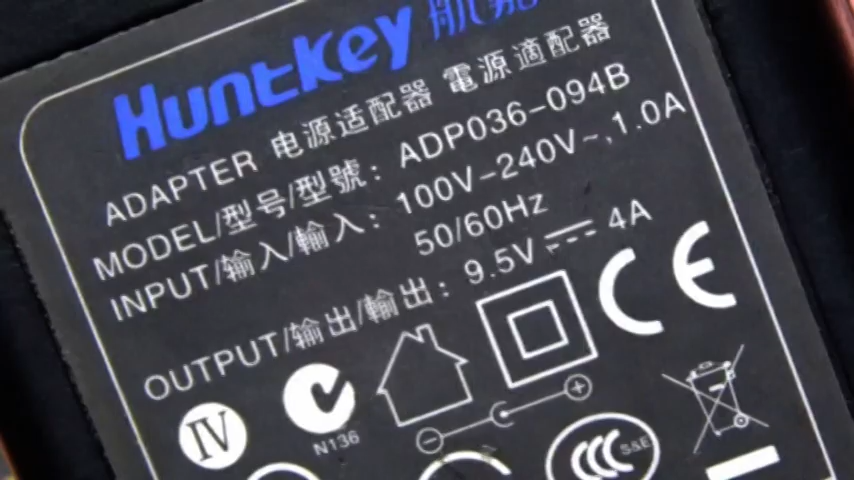 Huntkey 航嘉
ADAPTER 电源适配器 電源適配器
MODEL/型号/型號: ADP036-094B
INPUT/输入/輸入: 100V-240V~,1.0A
50/60Hz
OUTPUT/输出/輸出: 9.5V 4A
CE
IV
N136
CCC S&E